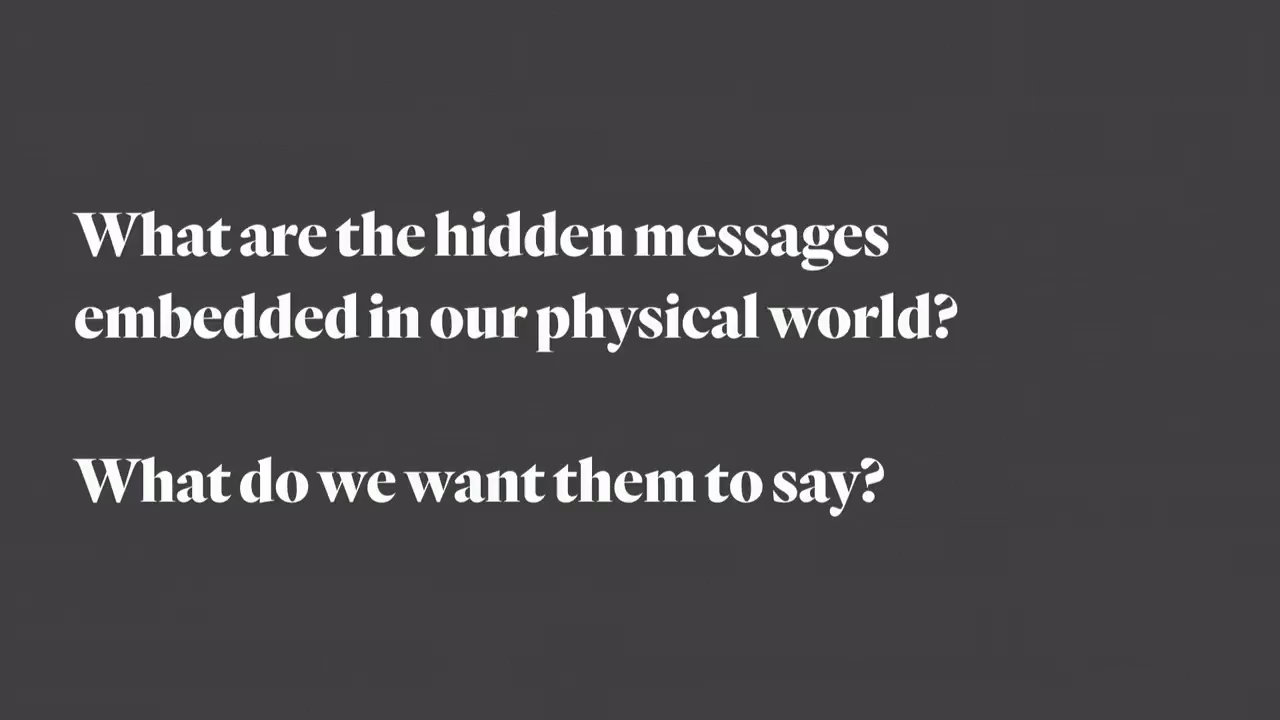 What are the hidden messages
embedded in our physical world?
What do we want them to say?